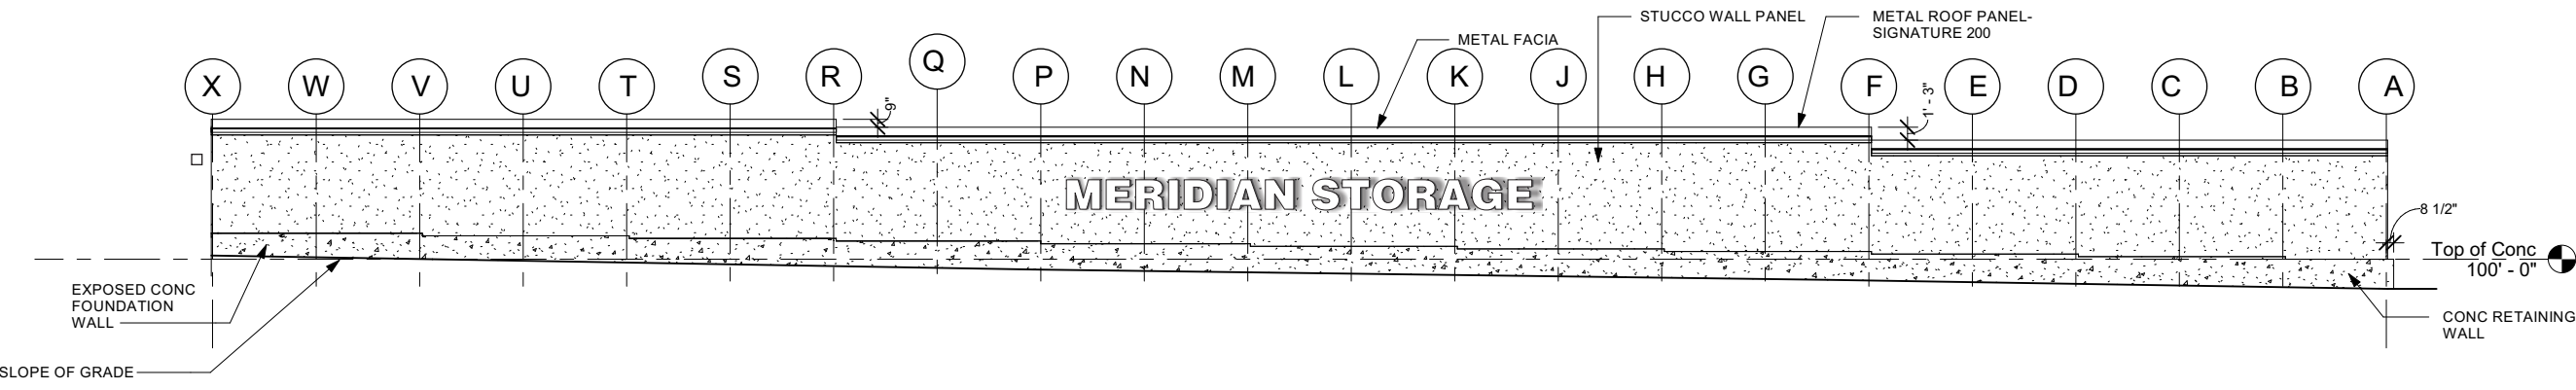 STUCCO WALL PANEL
METAL ROOF PANEL-
SIGNATURE 200
METAL FACIA
X W V U T S R Q P N M L K J H G F E D C B A
9"
1' - 3"
MERIDIAN STORAGE
8 1/2"
Top of Conc
100' - 0"
EXPOSED CONC
FOUNDATION
WALL
CONC RETAINING
WALL
SLOPE OF GRADE